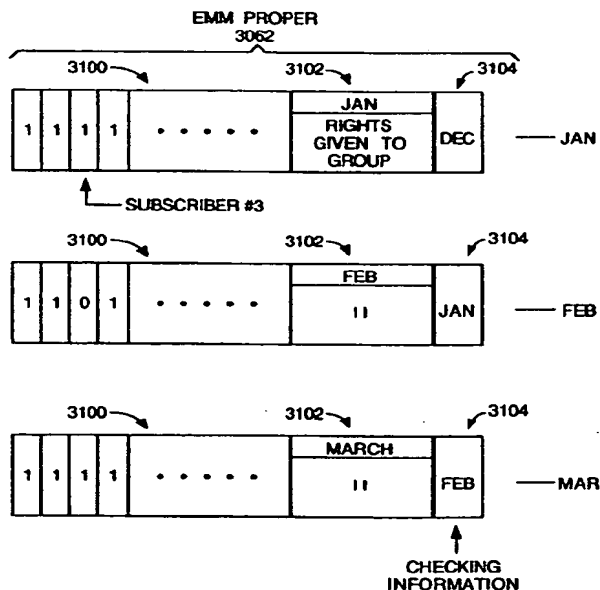 EMM PROPER
3062
3100
3102
3104
1 1 1 1
• • • • •
JAN
RIGHTS
GIVEN TO
GROUP
DEC
JAN
SUBSCRIBER #3
3100
3102
3104
1 1 0 1
• • • • •
FEB
11
JAN
FEB
3100
3102
3104
1 1 1 1
• • • • •
MARCH
11
FEB
MAR
CHECKING
INFORMATION